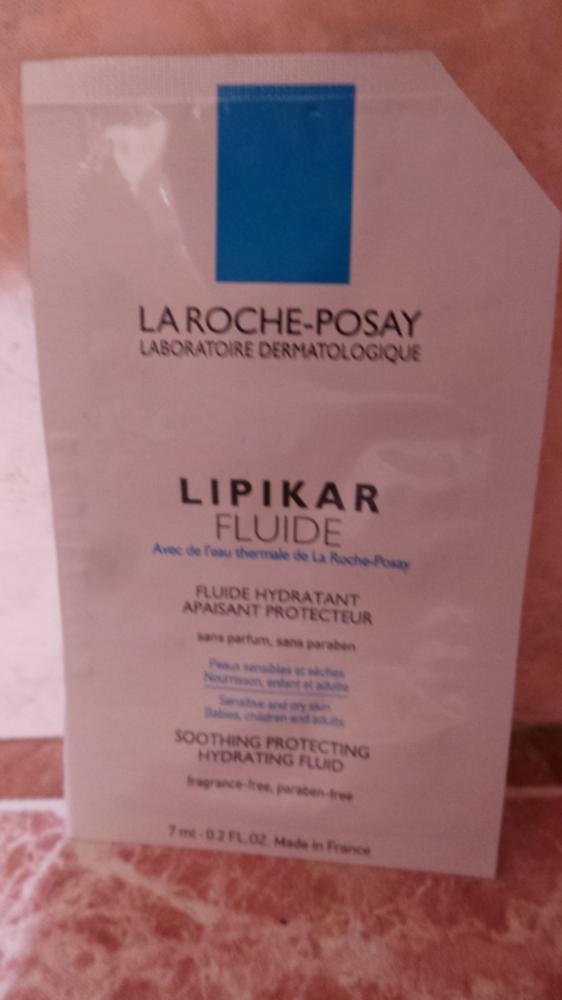 LA ROCHE-POSAY
LABORATOIRE DERMATOLOGIQUE
LIPIKAR
FLUIDE
Avec de l'eau thermale de La Roche-Posay
FLUIDE HYDRATANT
APAISANT PROTECTEUR
sans parfum, sans paraben
Peaux sensibles et sèches
Nourrisson, enfant et adulte
Sensitive and dry skin
Babies, children and adults
SOOTHING PROTECTING
HYDRATING FLUID
fragrance-free, paraben-free
7 ml - 0.2 FL.OZ. Made in France